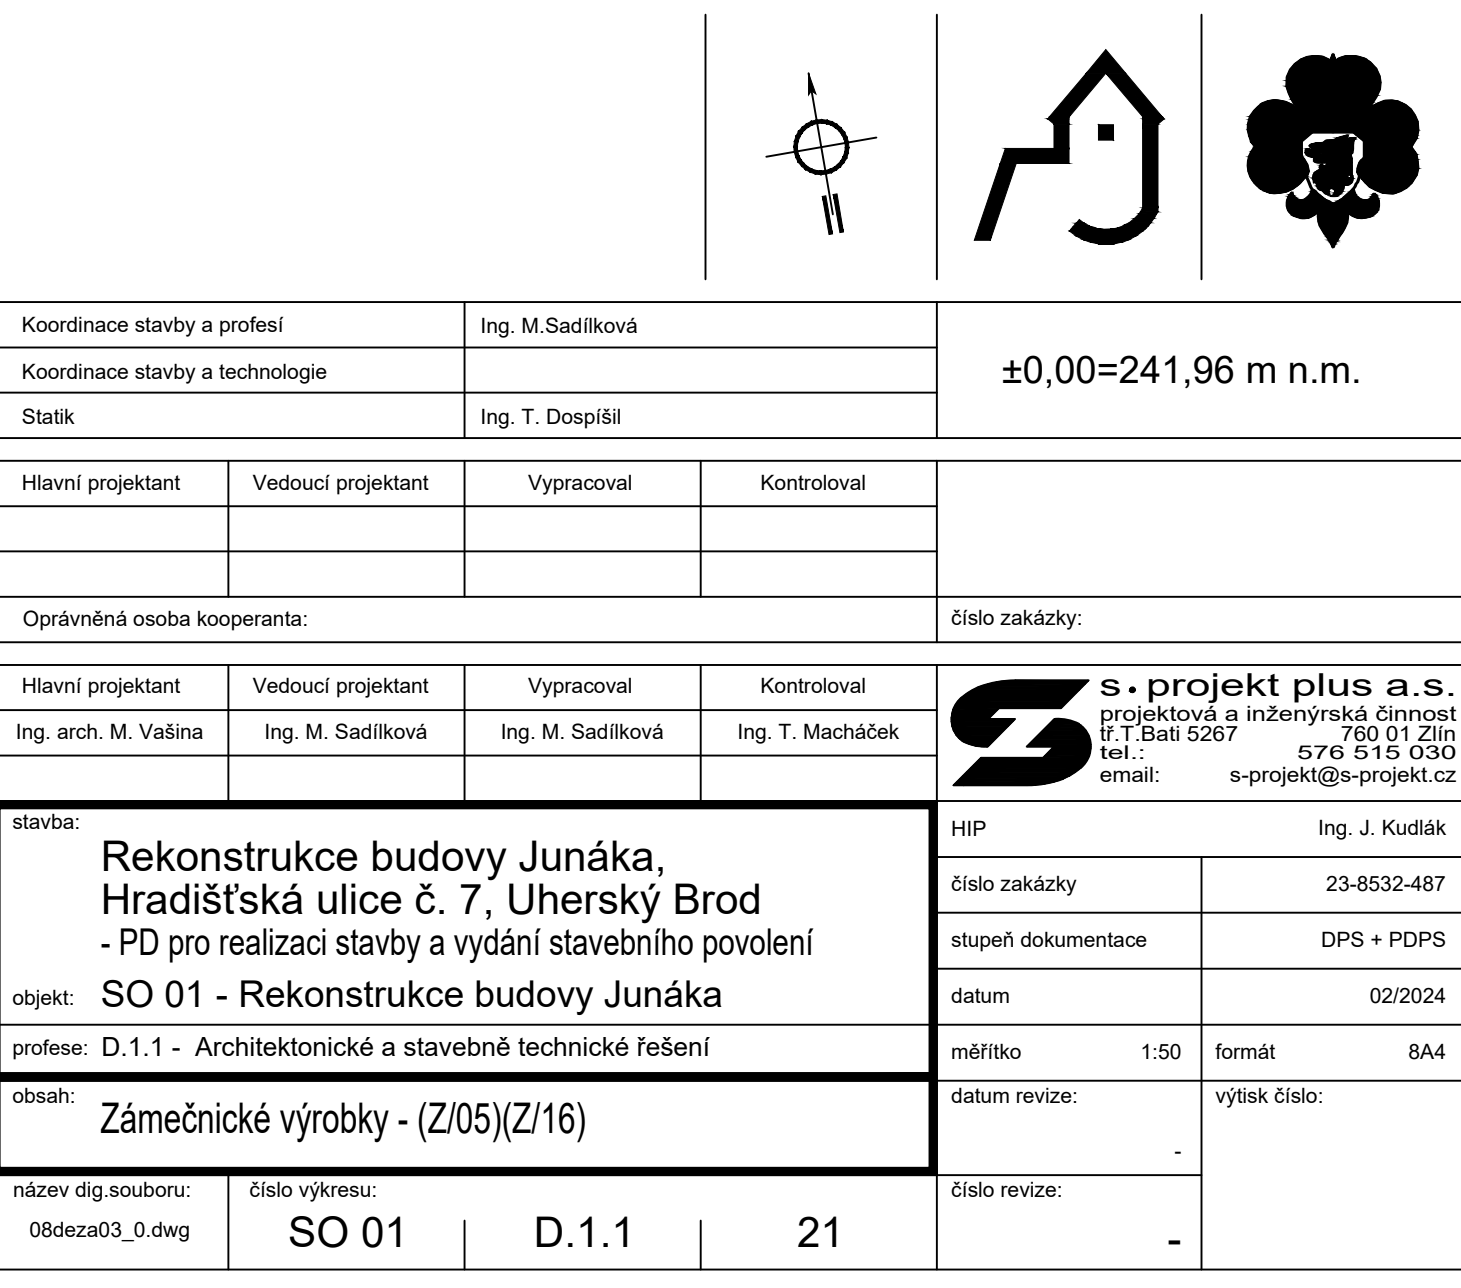 Koordinace stavby a profesí Ing. M.Sadílková
Koordinace stavby a technologie
Statik Ing. T. Dospíšil
±0,00=241,96 m n.m.
Hlavní projektant Vedoucí projektant Vypracoval Kontroloval
Oprávněná osoba kooperanta: číslo zakázky:
Hlavní projektant Vedoucí projektant Vypracoval Kontroloval
Ing. arch. M. Vašina Ing. M. Sadílková Ing. M. Sadílková Ing. T. Macháček
s. projekt plus a.s.
projektová a inženýrská činnost
tř.T.Bati 5267 760 01 Zlín
tel.: 576 515 030
email: s-projekt@s-projekt.cz
stavba:
Rekonstrukce budovy Junáka,
Hradišťská ulice č. 7, Uherský Brod
- PD pro realizaci stavby a vydání stavebního povolení
objekt: SO 01 - Rekonstrukce budovy Junáka
profese: D.1.1 - Architektonické a stavebně technické řešení
HIP Ing. J. Kudlák
číslo zakázky 23-8532-487
stupeň dokumentace DPS + PDPS
datum 02/2024
měřítko 1:50 formát 8A4
obsah:
Zámečnické výrobky - (Z/05)(Z/16)
datum revize: výtisk číslo:
-
název dig.souboru: číslo výkresu: číslo revize:
08deza03_0.dwg SO 01 D.1.1 21 -